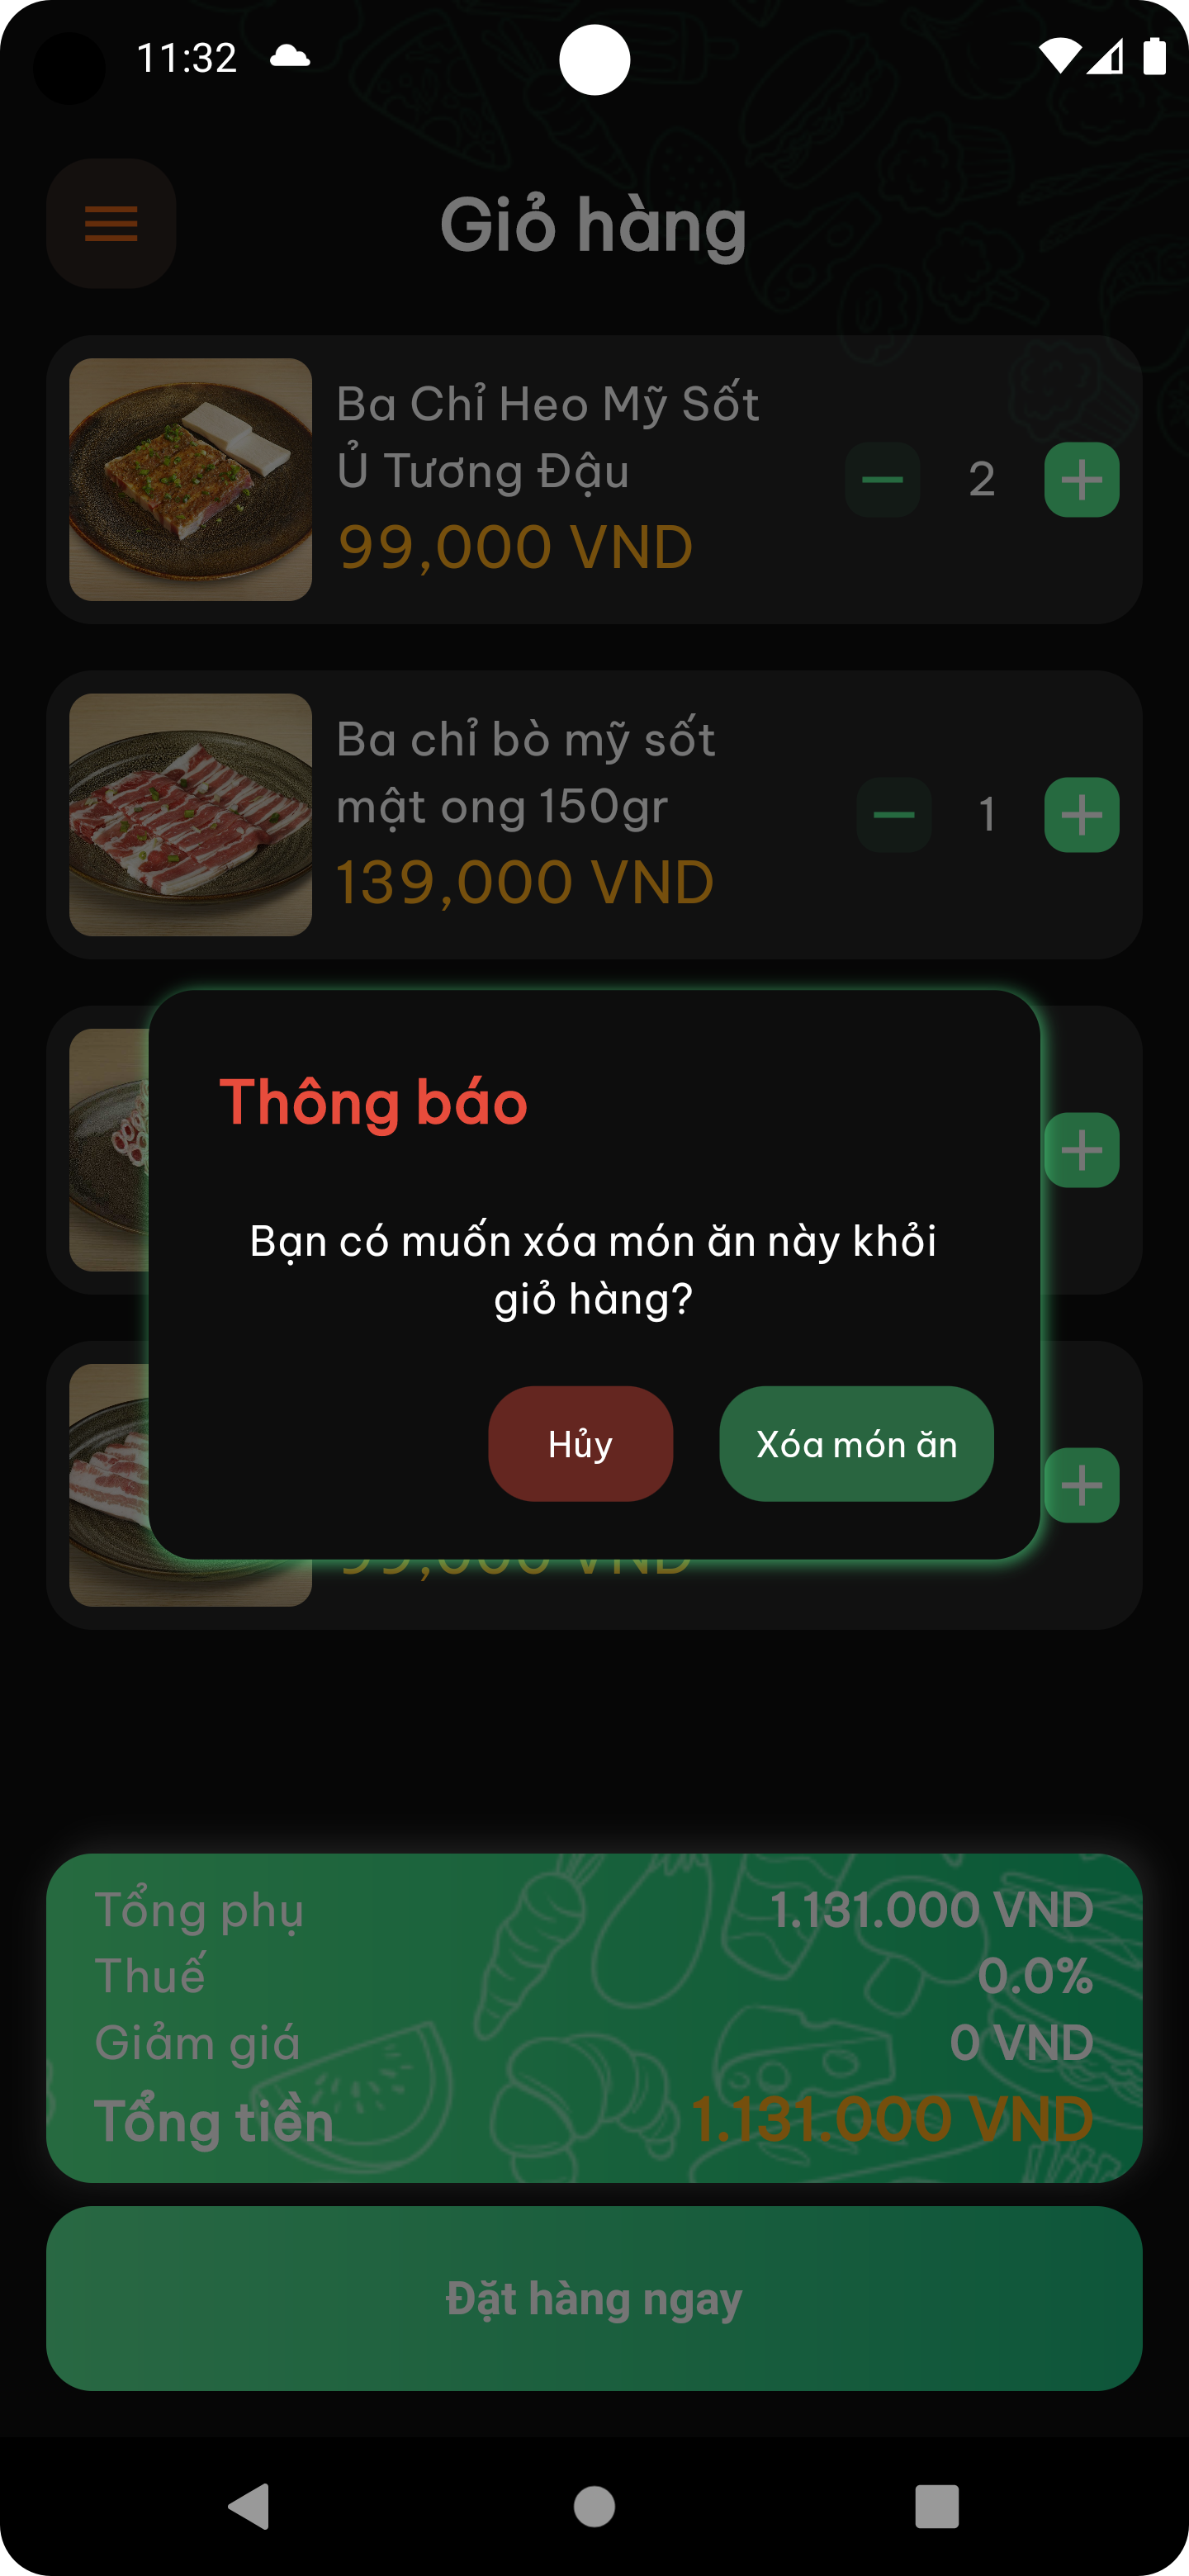 11:32
Giỏ hàng
Ba Chỉ Heo Mỹ Sốt
Ủ Tương Đậu
99,000 VND
2
Ba chỉ bò mỹ sốt
mật ong 150gr
139,000 VND
1
Thông báo
Bạn có muốn xóa món ăn này khỏi
giỏ hàng?
Hủy
Xóa món ăn
99,000 VND
Tổng phụ 1.131.000 VND
Thuế 0.0%
Giảm giá 0 VND
Tổng tiền 1.131.000 VND
Đặt hàng ngay